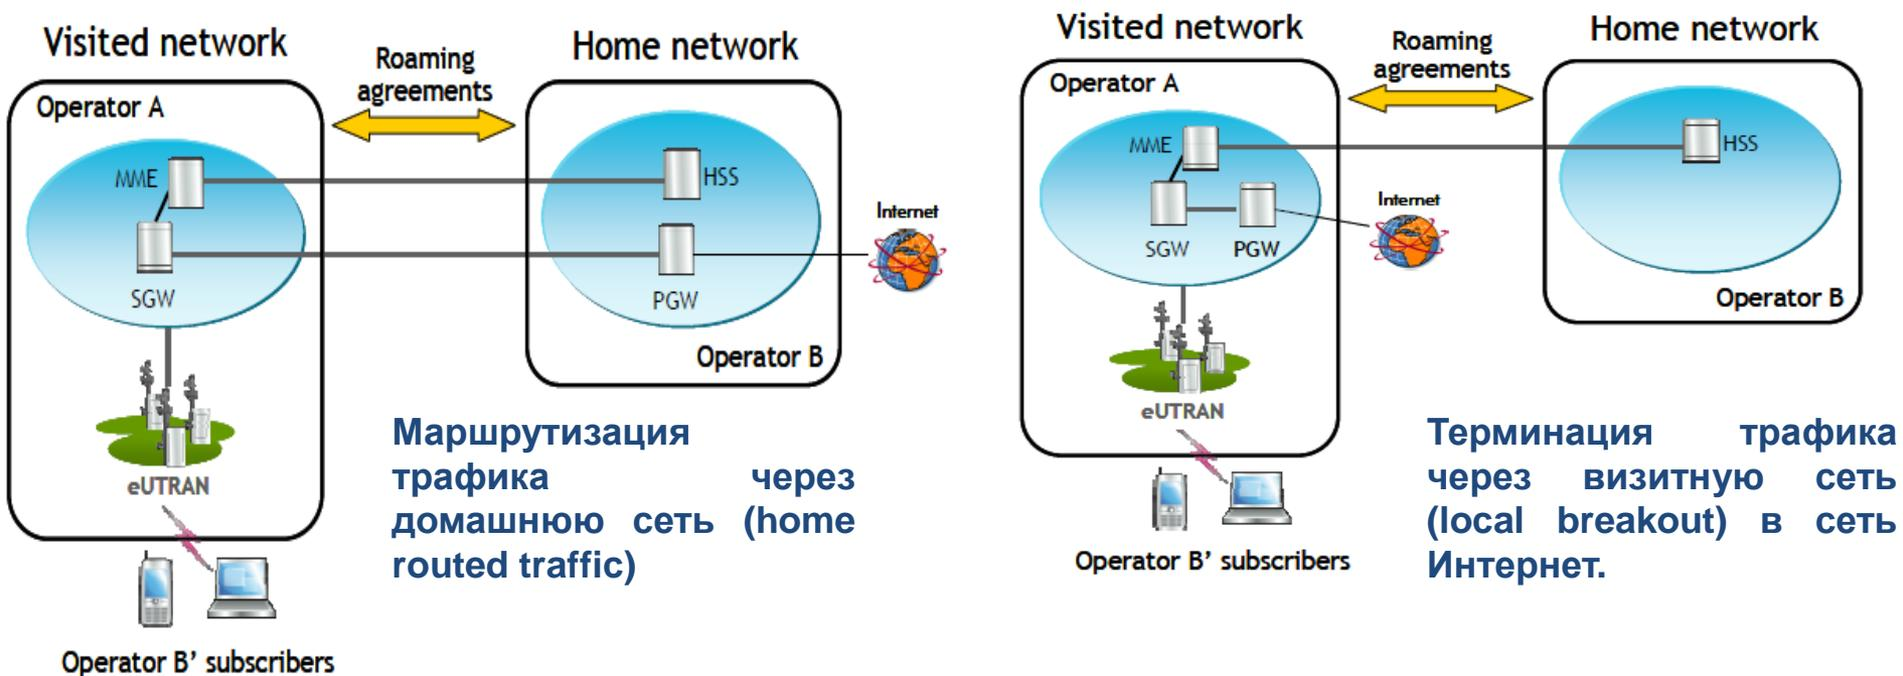 Visited network
Roaming
agreements
Home network
Operator A
MME
HSS
SGW
PGW
Internet
Operator B
eUTRAN
Маршрутизация
трафика через
домашнюю сеть (home
routed traffic)
Operator B’ subscribers
Visited network
Roaming
agreements
Home network
Operator A
MME
HSS
SGW
PGW
Internet
Operator B
eUTRAN
Operator B’ subscribers
Терминация трафика
через визитную сеть
(local breakout) в сеть
Интернет.